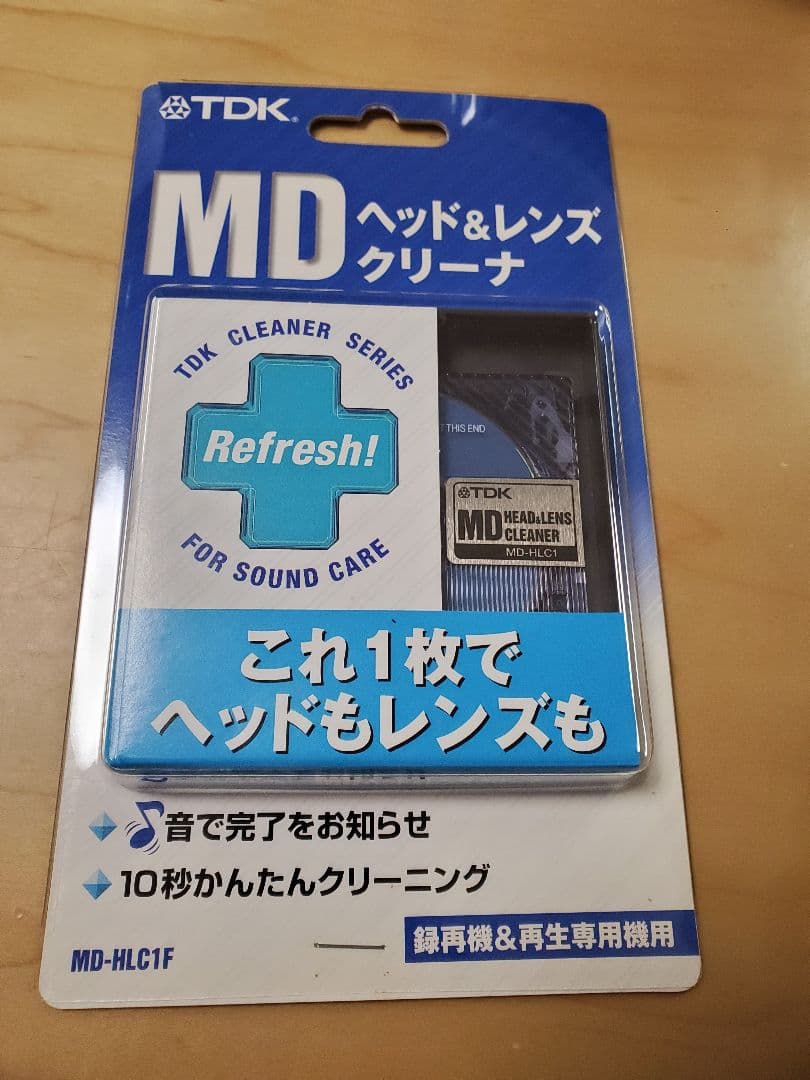 TDK
MD ヘッド&レンズ
クリーナ
TDK CLEANER SERIES
Refresh!
FOR SOUND CARE
THIS END
TDK
MD HEAD&LENS
CLEANER
MD-HLC1
これ1枚で
ヘッドもレンズも
音で完了をお知らせ
10秒かんたんクリーニング
録再機&再生専用機用
MD-HLC1F